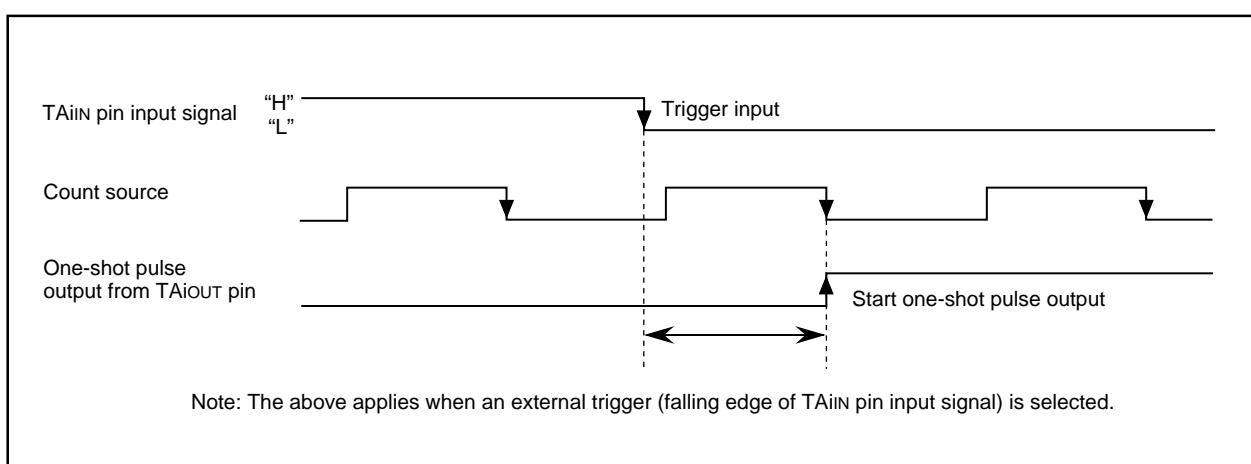 TAiIN pin input signal
“H”
“L”
Trigger input
Count source
One-shot pulse
output from TAiOUT pin
Start one-shot pulse output
Note: The above applies when an external trigger (falling edge of TAiIN pin input signal) is selected.